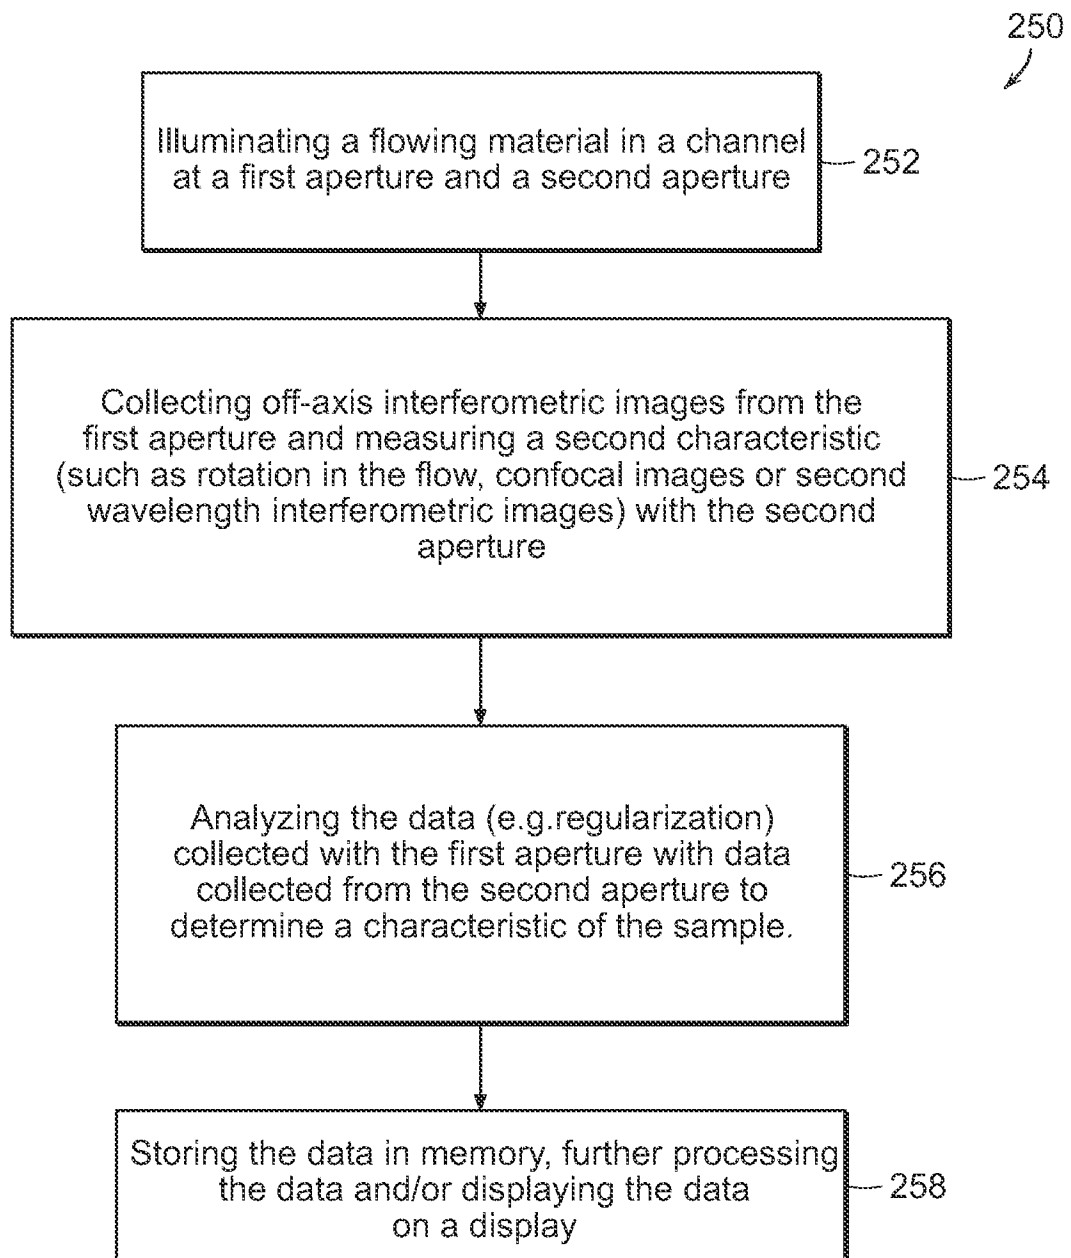 250
Illuminating a flowing material in a channel
at a first aperture and a second aperture
252
Collecting off-axis interferometric images from the
first aperture and measuring a second characteristic
(such as rotation in the flow, confocal images or second
wavelength interferometric images) with the second
aperture
254
Analyzing the data (e.g.regularization)
collected with the first aperture with data
collected from the second aperture to
determine a characteristic of the sample.
256
Storing the data in memory, further processing
the data and/or displaying the data
on a display
258